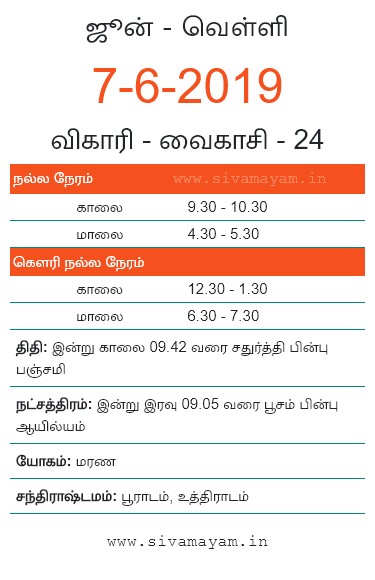 ஜூன் - வெள்ளி
7-6-2019
விகாரி - வைகாசி - 24
நல்ல நேரம் www.sivamayam.in
காலை 9.30 - 10.30
மாலை 4.30 - 5.30
கௌரி நல்ல நேரம்
காலை 12.30 - 1.30
மாலை 6.30 - 7.30
திதி: இன்று காலை 09.42 வரை சதுர்த்தி பின்பு
பஞ்சமி
நட்சத்திரம்: இன்று இரவு 09.05 வரை பூசம் பின்பு
ஆயில்யம்
யோகம்: மரண
சந்திராஷ்டமம்: பூராடம், உத்திராடம்
www.sivamayam.in